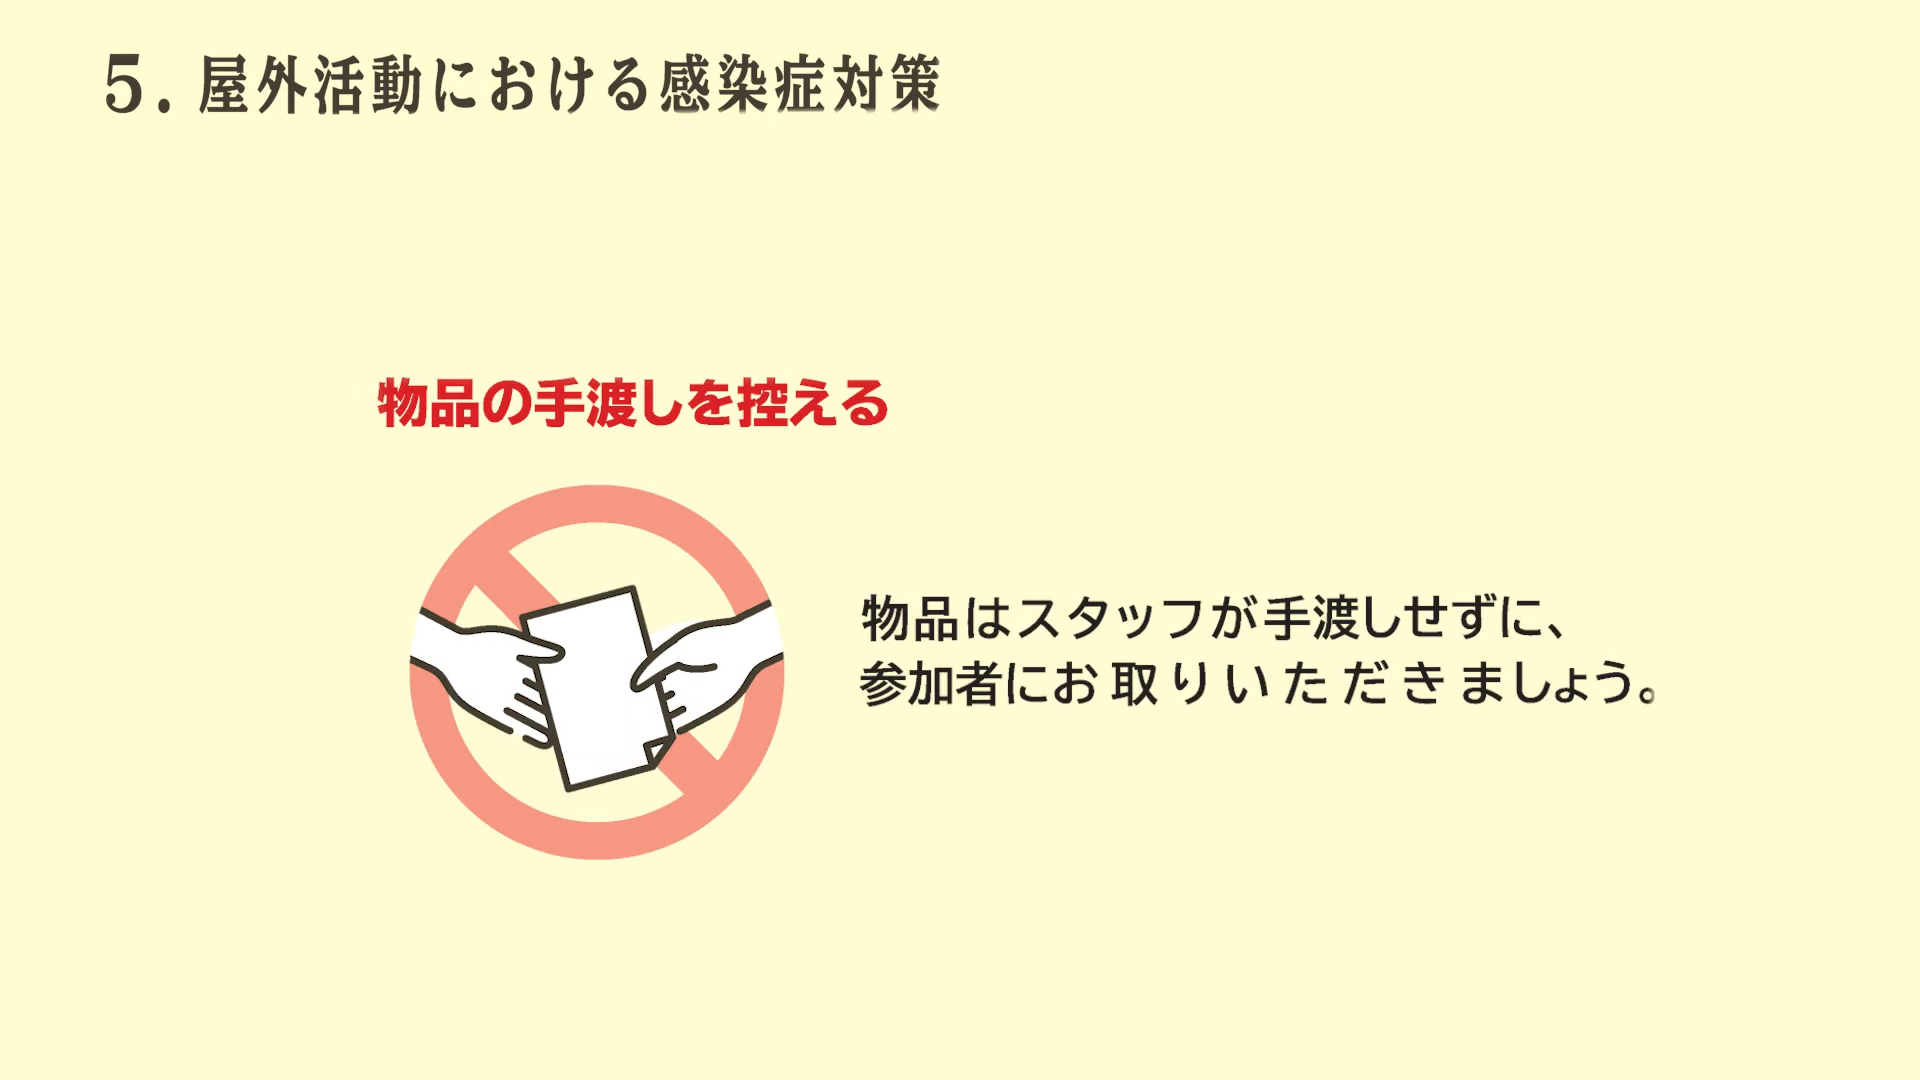 5. 屋外活動における感染症対策
物品の手渡しを控える
物品はスタッフが手渡しせずに、
参加者にお取りいただきましょう。